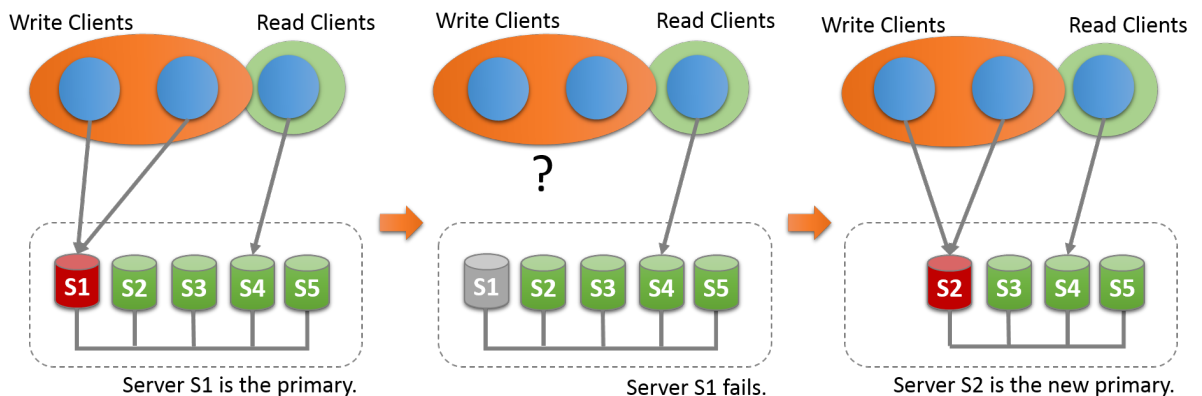 Write Clients
Read Clients
S1
S2
S3
S4
S5
Server S1 is the primary.
Write Clients
Read Clients
?
S1
S2
S3
S4
S5
Server S1 fails.
Write Clients
Read Clients
S2
S3
S4
S5
Server S2 is the new primary.